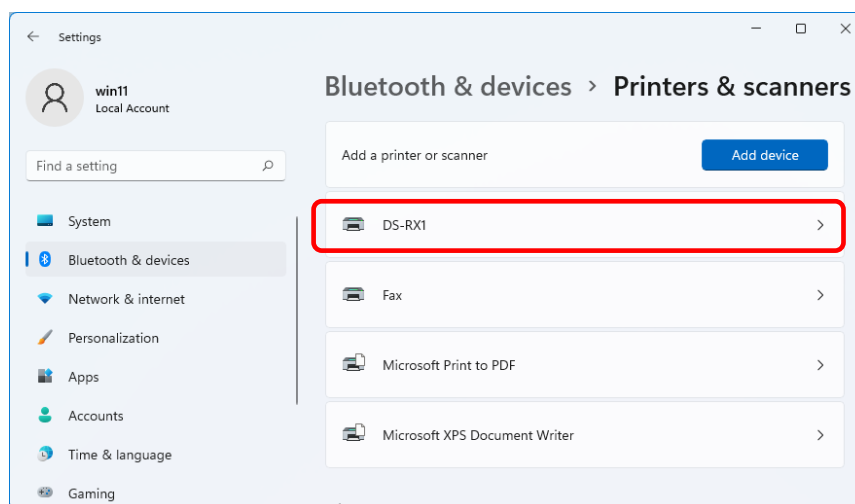 Settings
win11
Local Account
Find a setting
System
Bluetooth & devices
Network & internet
Personalization
Apps
Accounts
Time & language
Gaming
Bluetooth & devices > Printers & scanners
Add a printer or scanner
Add device
DS-RX1
Fax
Microsoft Print to PDF
Microsoft XPS Document Writer